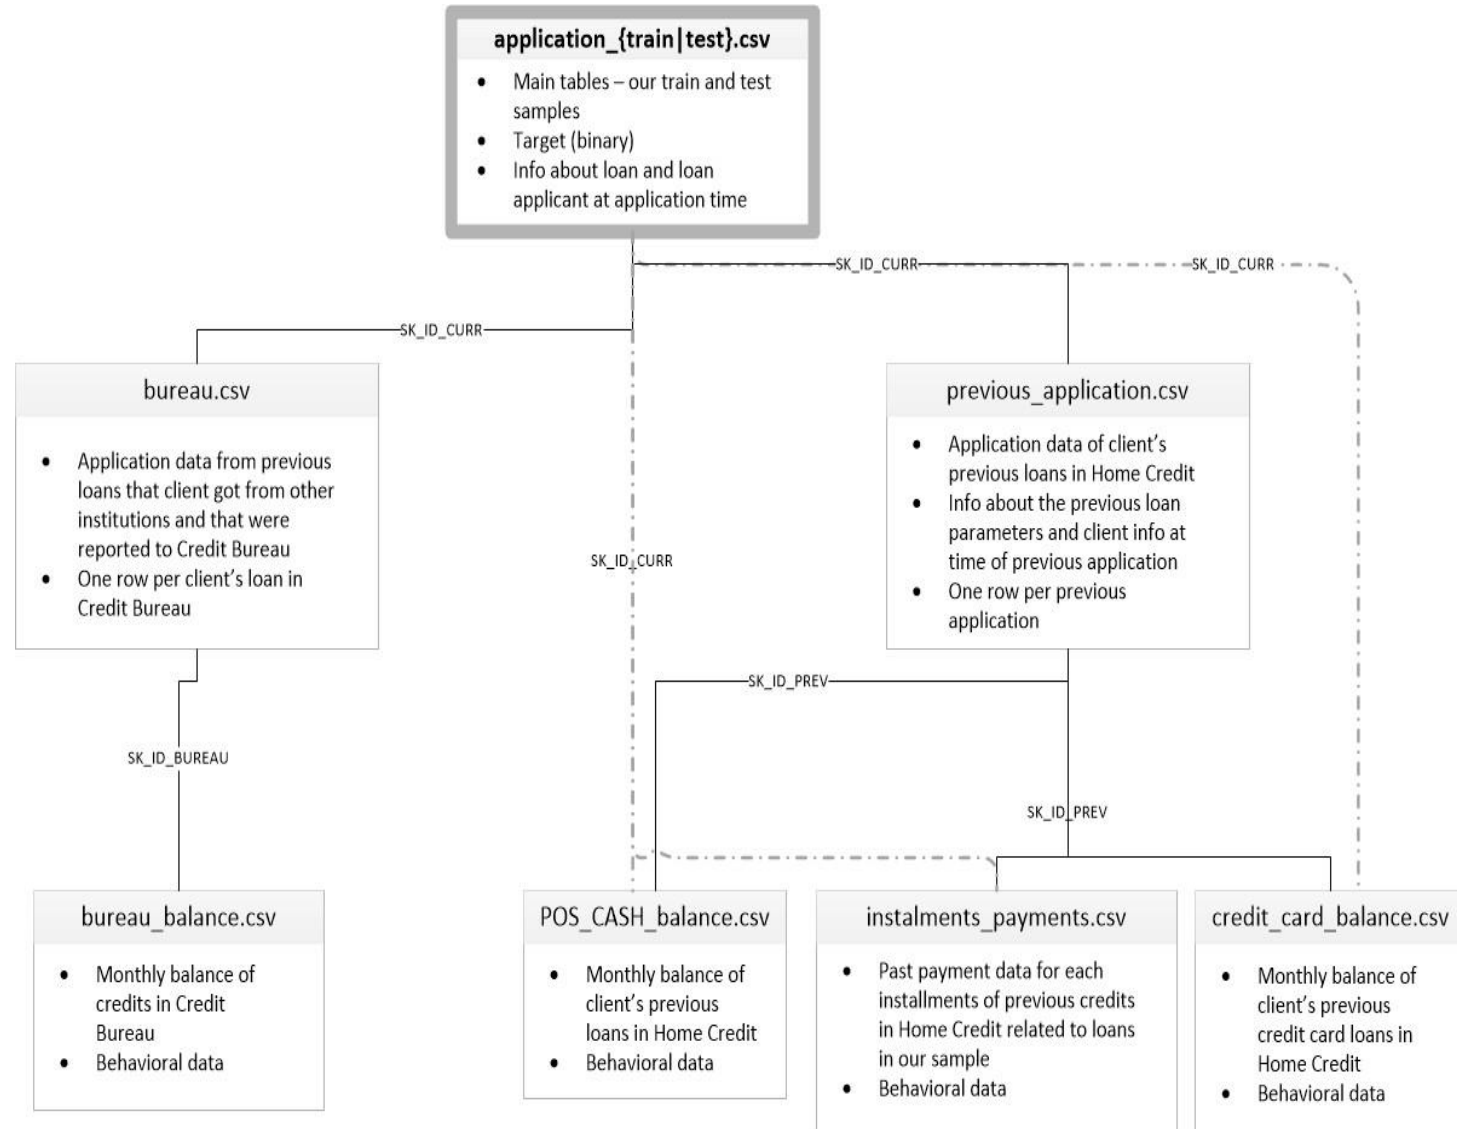 application_{train|test}.csv
• Main tables – our train and test
samples
• Target (binary)
• Info about loan and loan
applicant at application time
SK_ID_CURR
SK_ID_CURR
SK_ID_CURR
bureau.csv
• Application data from previous
loans that client got from other
institutions and that were
reported to Credit Bureau
• One row per client's loan in
Credit Bureau
previous_application.csv
• Application data of client's
previous loans in Home Credit
• Info about the previous loan
parameters and client info at
time of previous application
• One row per previous
application
SK_ID_CURR
SK_ID_PREV
SK_ID_BUREAU
SK_ID_PREV
bureau_balance.csv
• Monthly balance of
credits in Credit
Bureau
• Behavioral data
POS_CASH_balance.csv
• Monthly balance of
client's previous
loans in Home Credit
• Behavioral data
instalments_payments.csv
• Past payment data for each
installments of previous credits
in Home Credit related to loans
in our sample
• Behavioral data
credit_card_balance.csv
• Monthly balance of
client's previous
credit card loans in
Home Credit
• Behavioral data